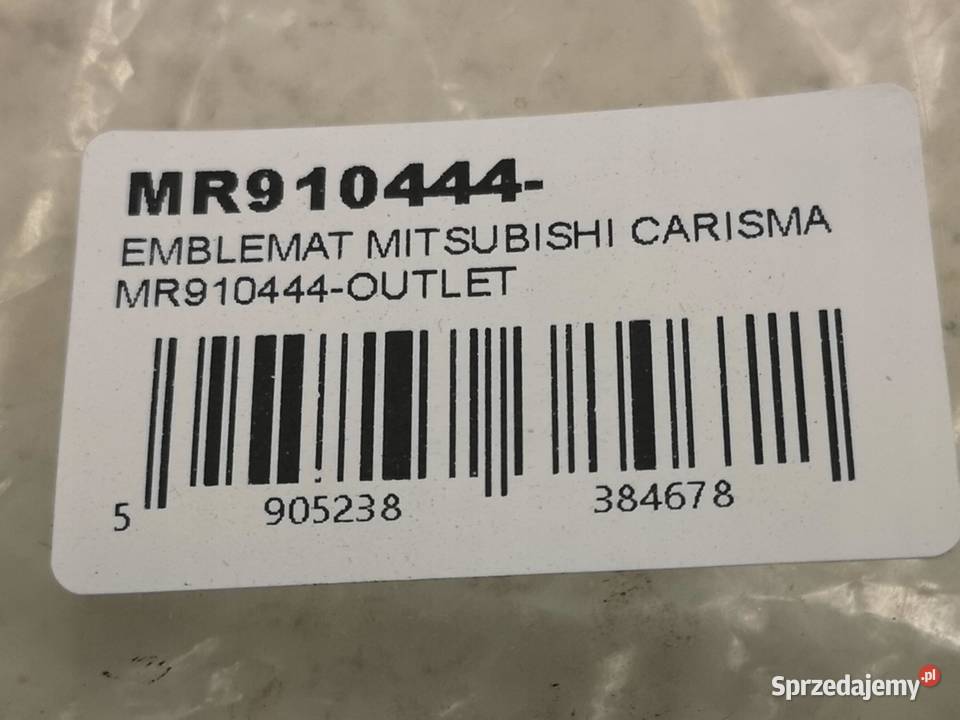 MR910444-
EMBLEMAT MITSUBISHI CARISMA
MR910444-OUTLET
5 905238 384678
Sprzedajemy.pl